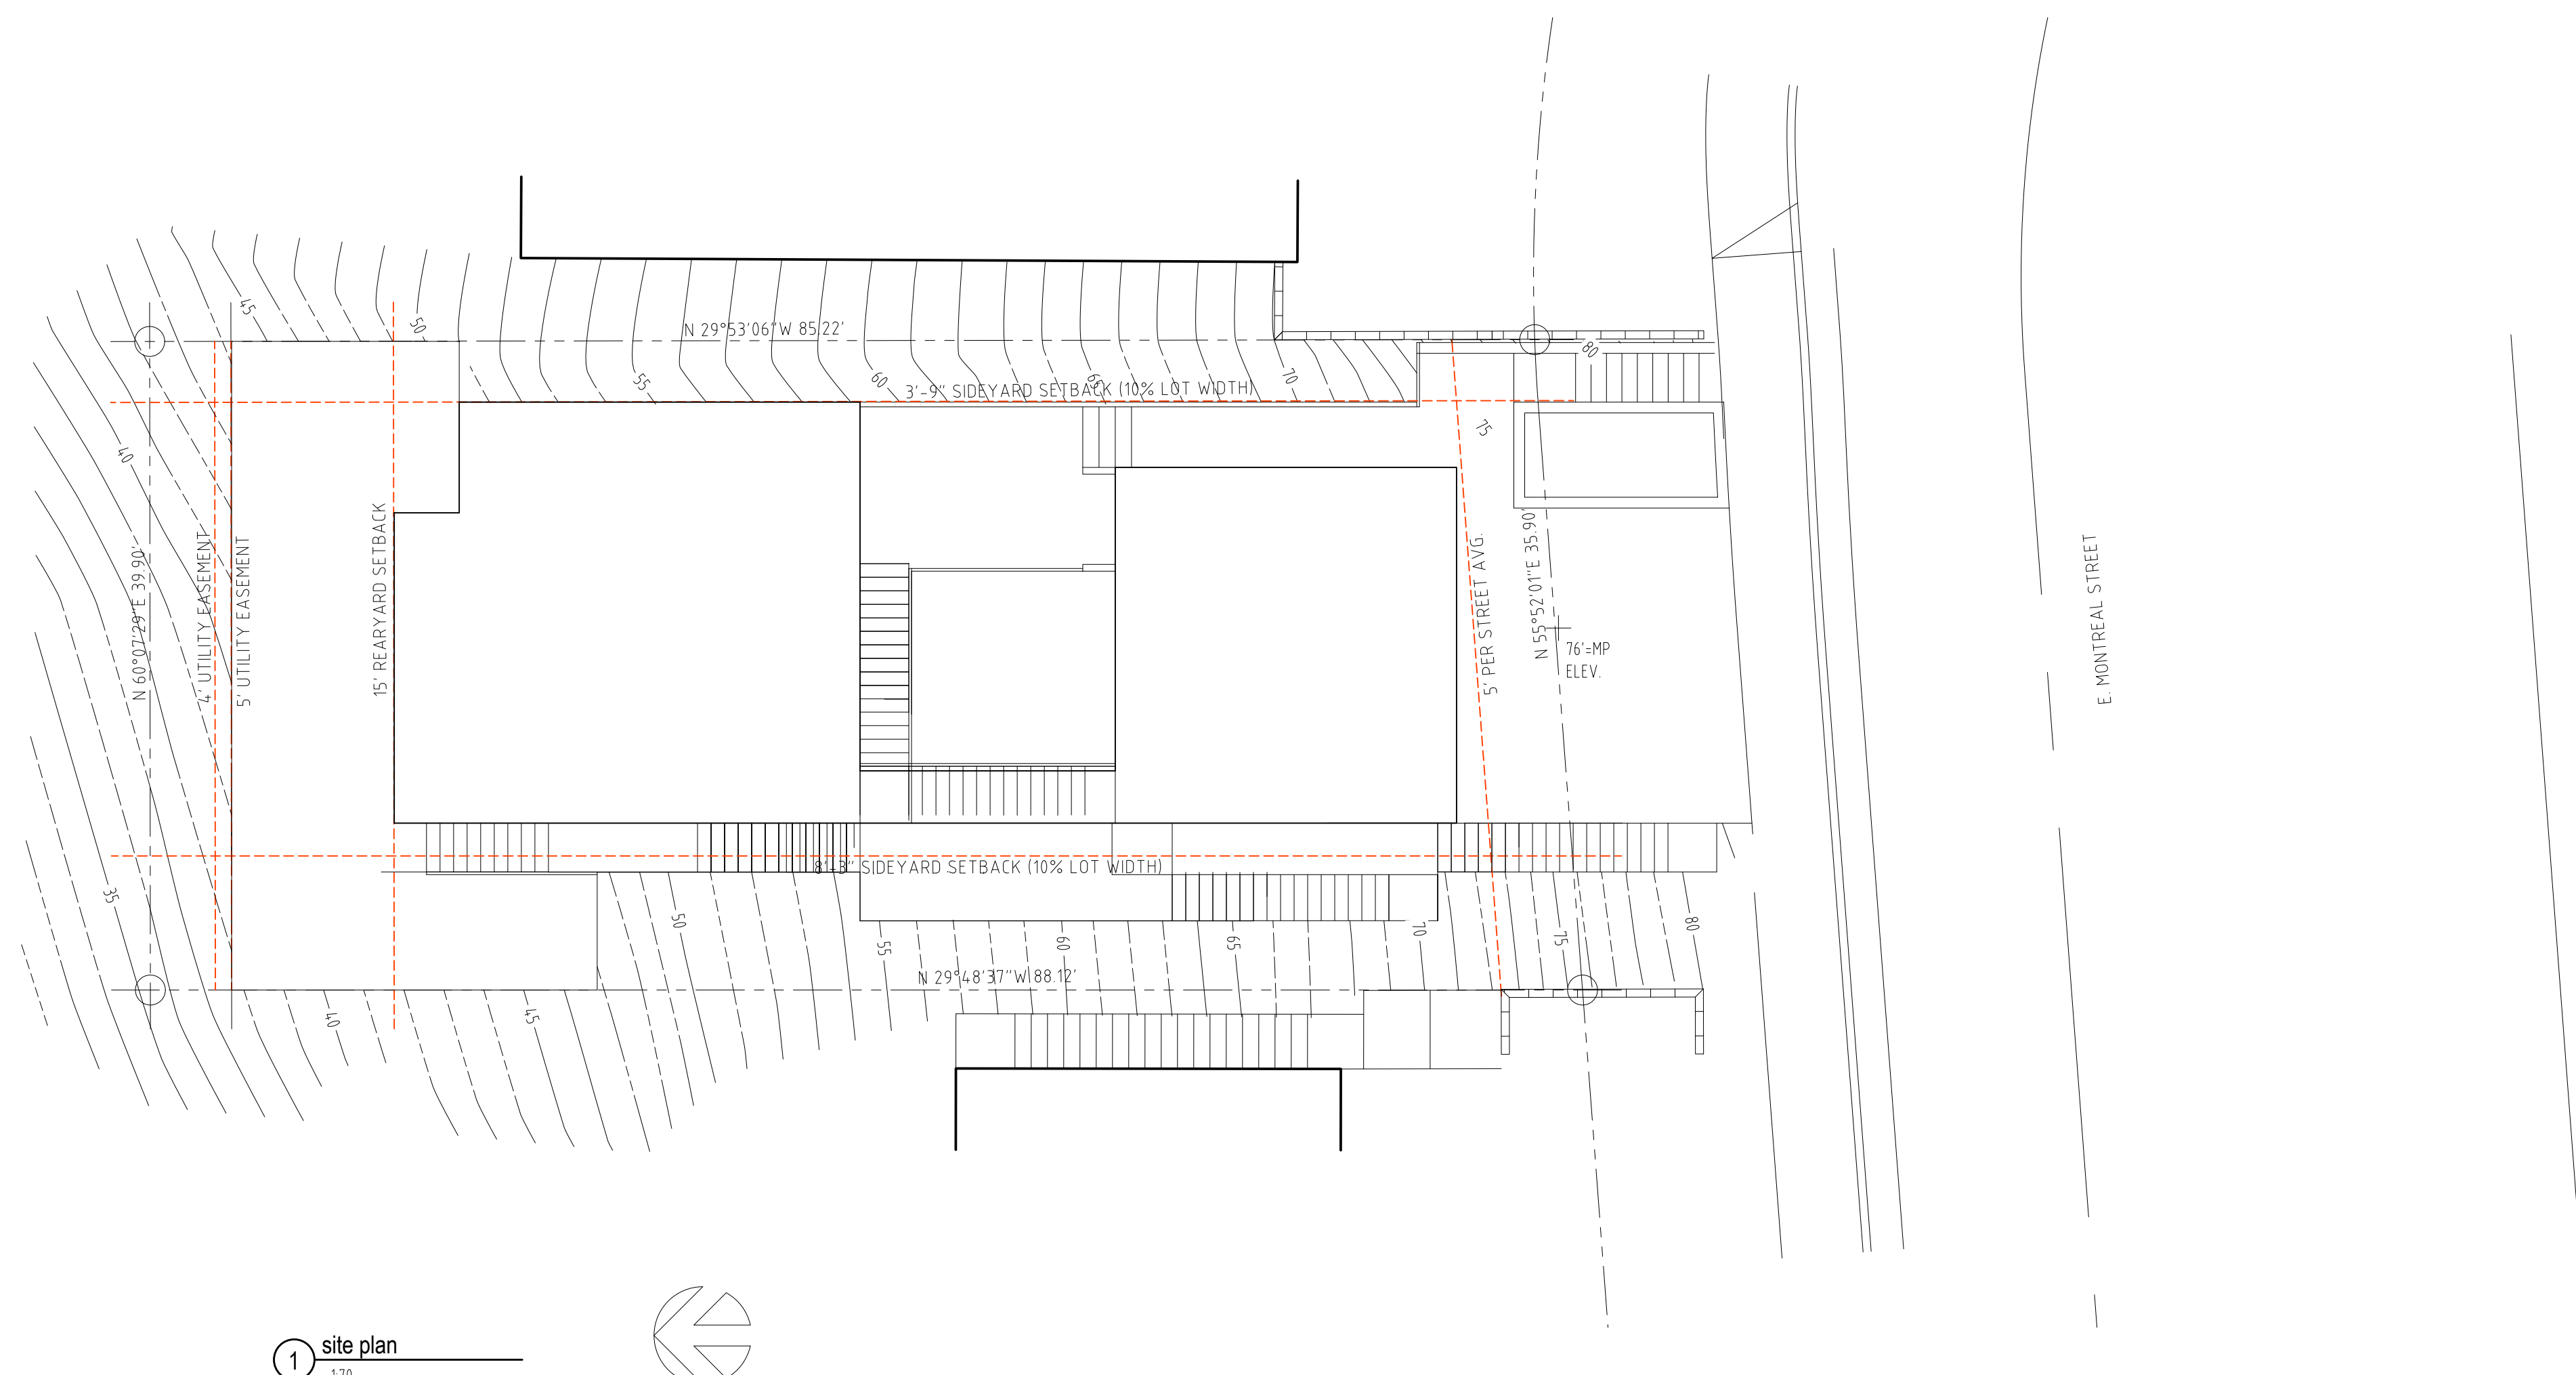 45
50
N 29°53'06"W 85.22'
55
60
65
70
80
3'-9" SIDEYARD SETBACK (10% LOT WIDTH)
75
40
N 60°07'29"E 39.90'
4' UTILITY EASEMENT
5' UTILITY EASEMENT
15' REARYARD SETBACK
5' PER STREET AVG.
N 55°52'01"E 35.90'
76'=MP
ELEV.
E. MONTREAL STREET
8'-3" SIDEYARD SETBACK (10% LOT WIDTH)
35
50
55
60
65
70
75
80
N 29°48'37"W 88.12'
40
45
1
site plan
1:70